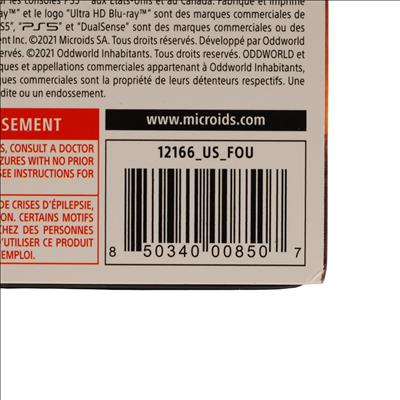 r les consoles PS5™ aux États-Unis et au Canada. Fabriqué et imprimé
ay™ et le logo "Ultra HD Blu-ray™" sont des marques commerciales de
S5", "PS5" et "DualSense" sont des marques commerciales ou des
ent Inc. ©2021 Microids SA. Tous droits réservés. Développé par Oddworld
ervés. ©2021 Oddworld Inhabitants. Tous droits réservés. ODDWORLD et
rques et appellations commerciales appartenant à Oddworld Inhabitants,
ques commerciales sont la propriété de leurs détenteurs respectifs. Une
dite ou un endossement.
SSEMENT
www.microids.com
S, CONSULT A DOCTOR
ZURES WITH NO PRIOR
SEE INSTRUCTIONS FOR
DE CRISES D'ÉPILEPSIE,
ON. CERTAINS MOTIFS
CHEZ DES PERSONNES
D'UTILISER CE PRODUIT
EMPLOI.
12166_US_FOU
8 50340 00850 7